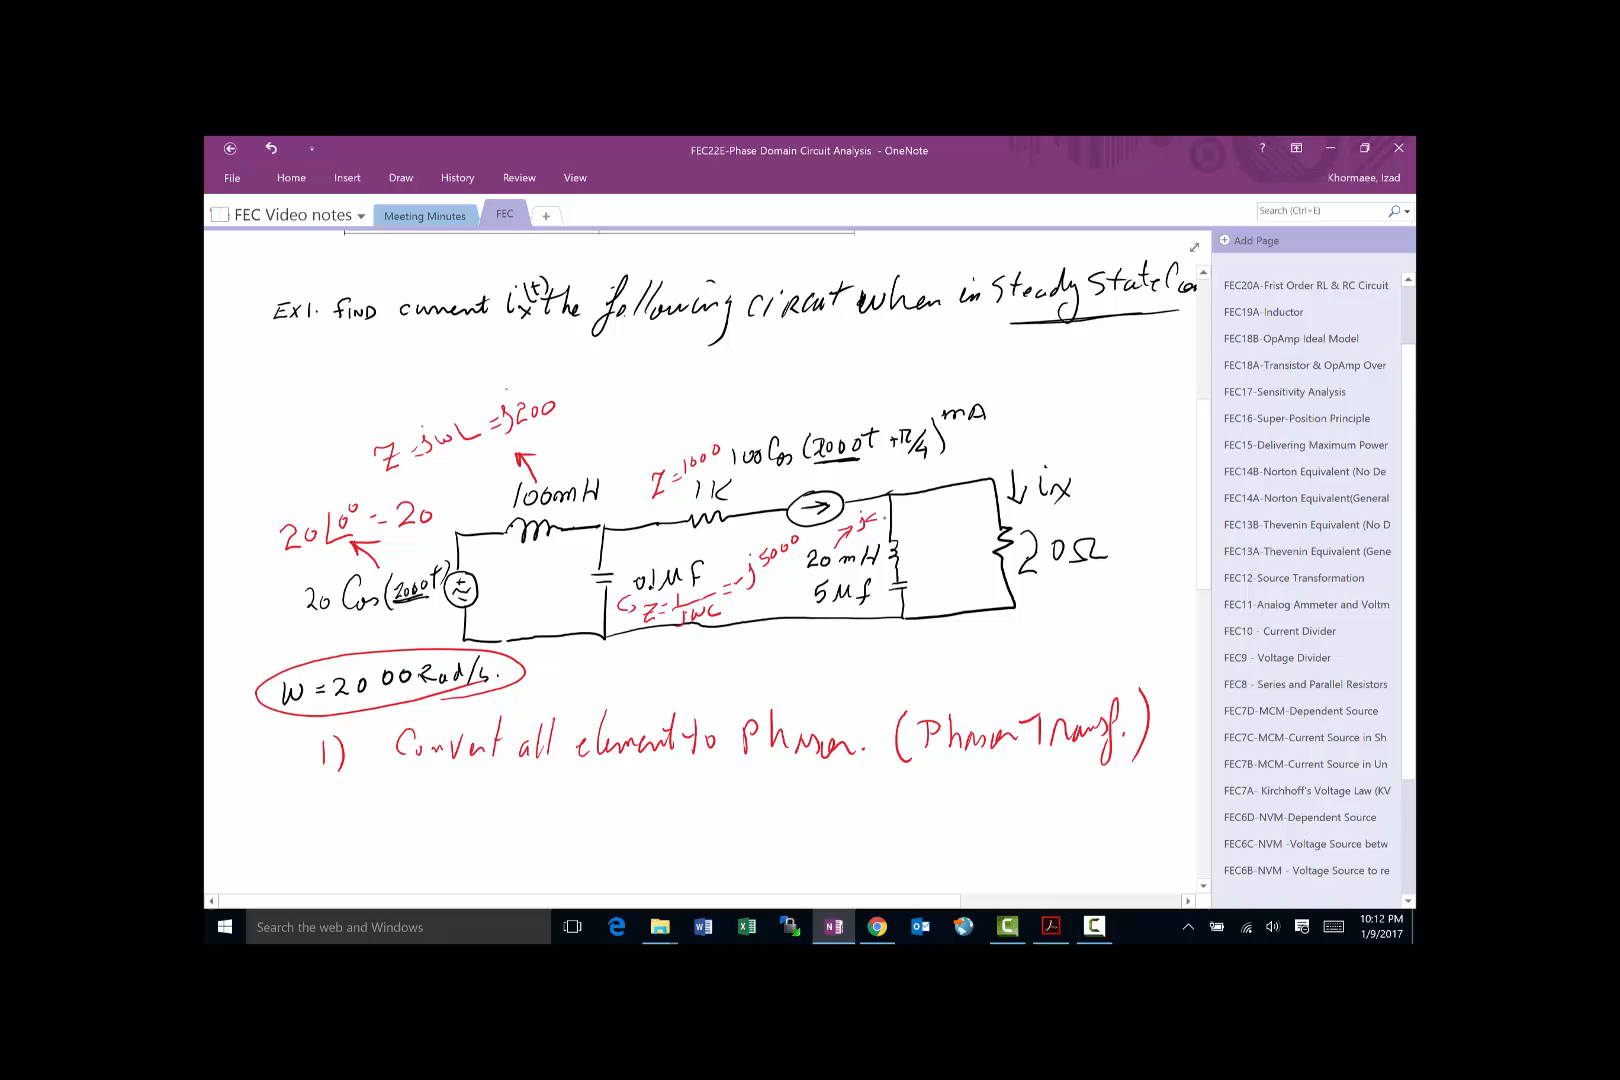 FEC22E-Phase Domain Circuit Analysis - OneNote
?
File Home Insert Draw History Review View
Khormaee, Izad
FEC Video notes
Meeting Minutes
FEC
+
Search (Ctrl+E)
Add Page
EX1. FIND current ix(t) the following circuit when in steady state
Z = jωL = j200
100mH
20∠0° = 20
20 Cos(2000t)
Z=1000
1K
100 Cos(2000t + π/4) mA
ix
20Ω
0.1 μf
Z = 1/jωC = -j5000
20 mH
5 μf
W = 2000 Rad/s.
1) Convert all element to Phasor. (Phasor Transf.)
FEC20A-Frist Order RL & RC Circuit
FEC19A-Inductor
FEC18B-OpAmp Ideal Model
FEC18A-Transistor & OpAmp Over
FEC17-Sensitivity Analysis
FEC16-Super-Position Principle
FEC15-Delivering Maximum Power
FEC14B-Norton Equivalent (No De
FEC14A-Norton Equivalent(General
FEC13B-Thevenin Equivalent (No D
FEC13A-Thevenin Equivalent (Gene
FEC12-Source Transformation
FEC11-Analog Ammeter and Voltm
FEC10 - Current Divider
FEC9 - Voltage Divider
FEC8 - Series and Parallel Resistors
FEC7D-MCM-Dependent Source
FEC7C-MCM-Current Source in Sh
FEC7B-MCM-Current Source in Un
FEC7A- Kirchhoff's Voltage Law (KV
FEC6D-NVM-Dependent Source
FEC6C-NVM -Voltage Source betw
FEC6B-NVM - Voltage Source to re
Search the web and Windows
10:12 PM
1/9/2017